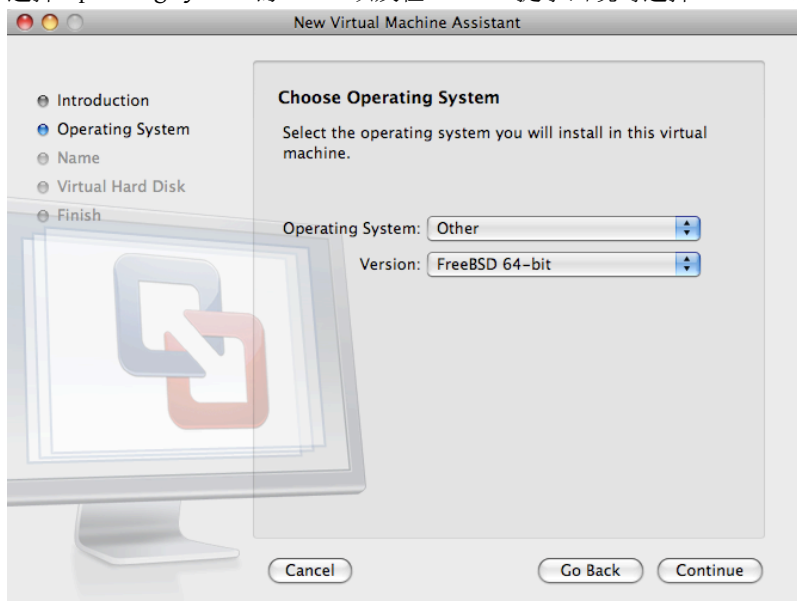 New Virtual Machine Assistant
Introduction
Operating System
Name
Virtual Hard Disk
Finish
Choose Operating System
Select the operating system you will install in this virtual
machine.
Operating System: Other
Version: FreeBSD 64-bit
Cancel
Go Back
Continue